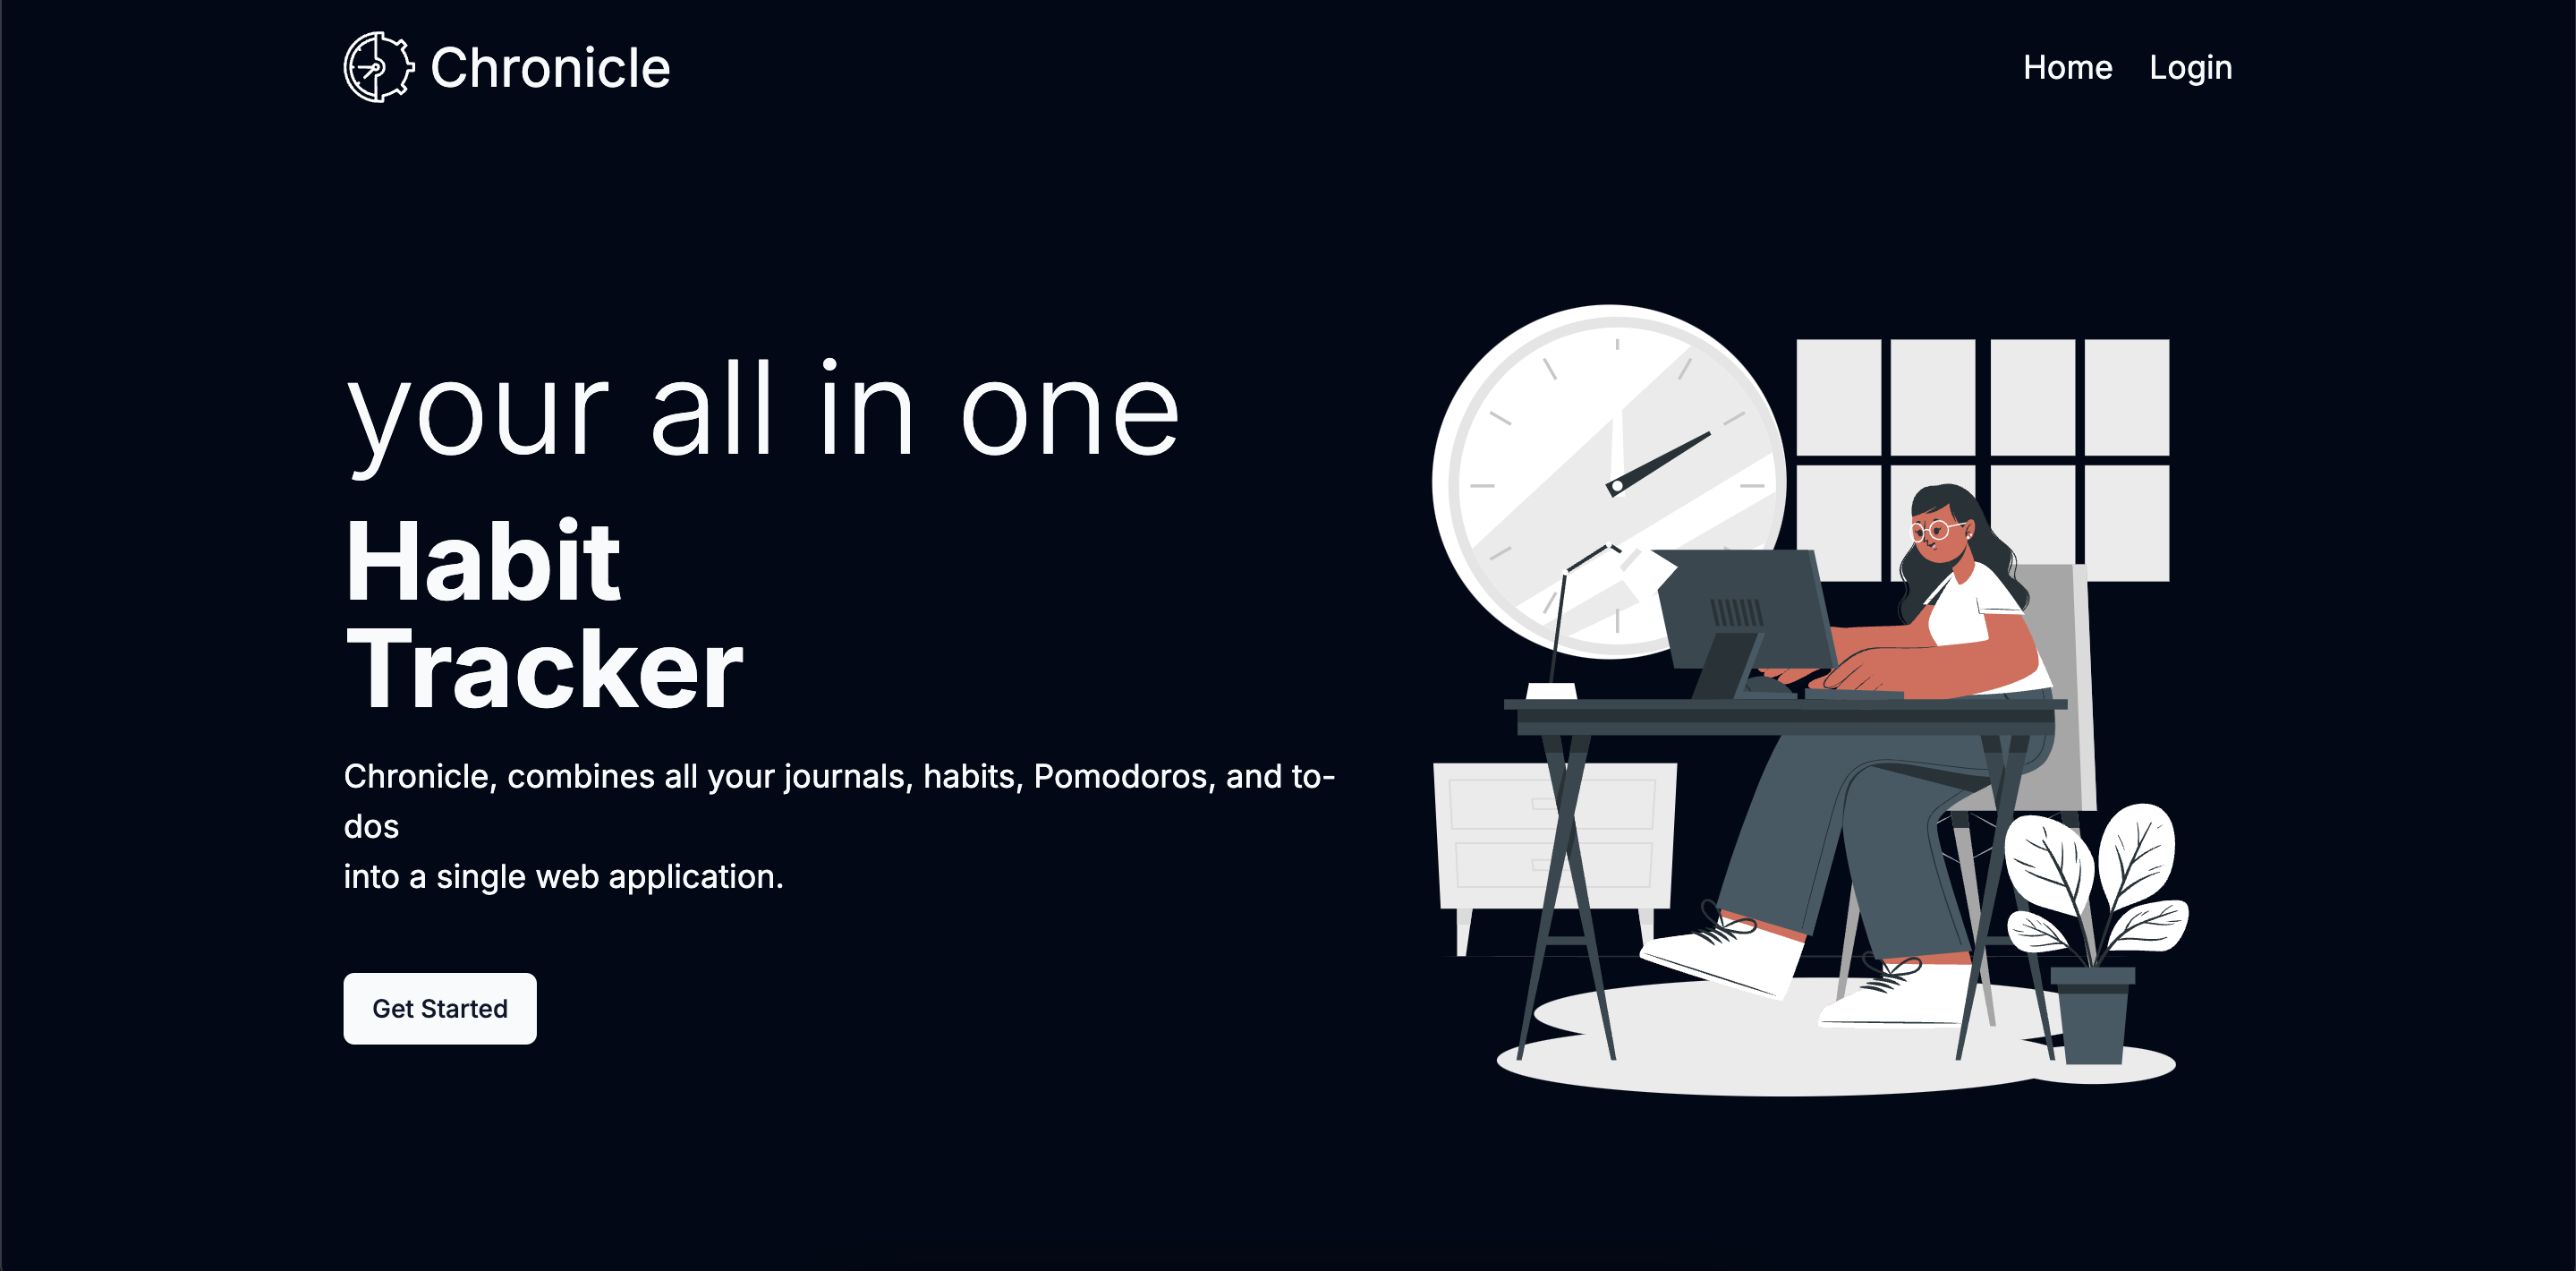 Chronicle
Home Login
your all in one
Habit
Tracker
Chronicle, combines all your journals, habits, Pomodoros, and to-
dos
into a single web application.
Get Started